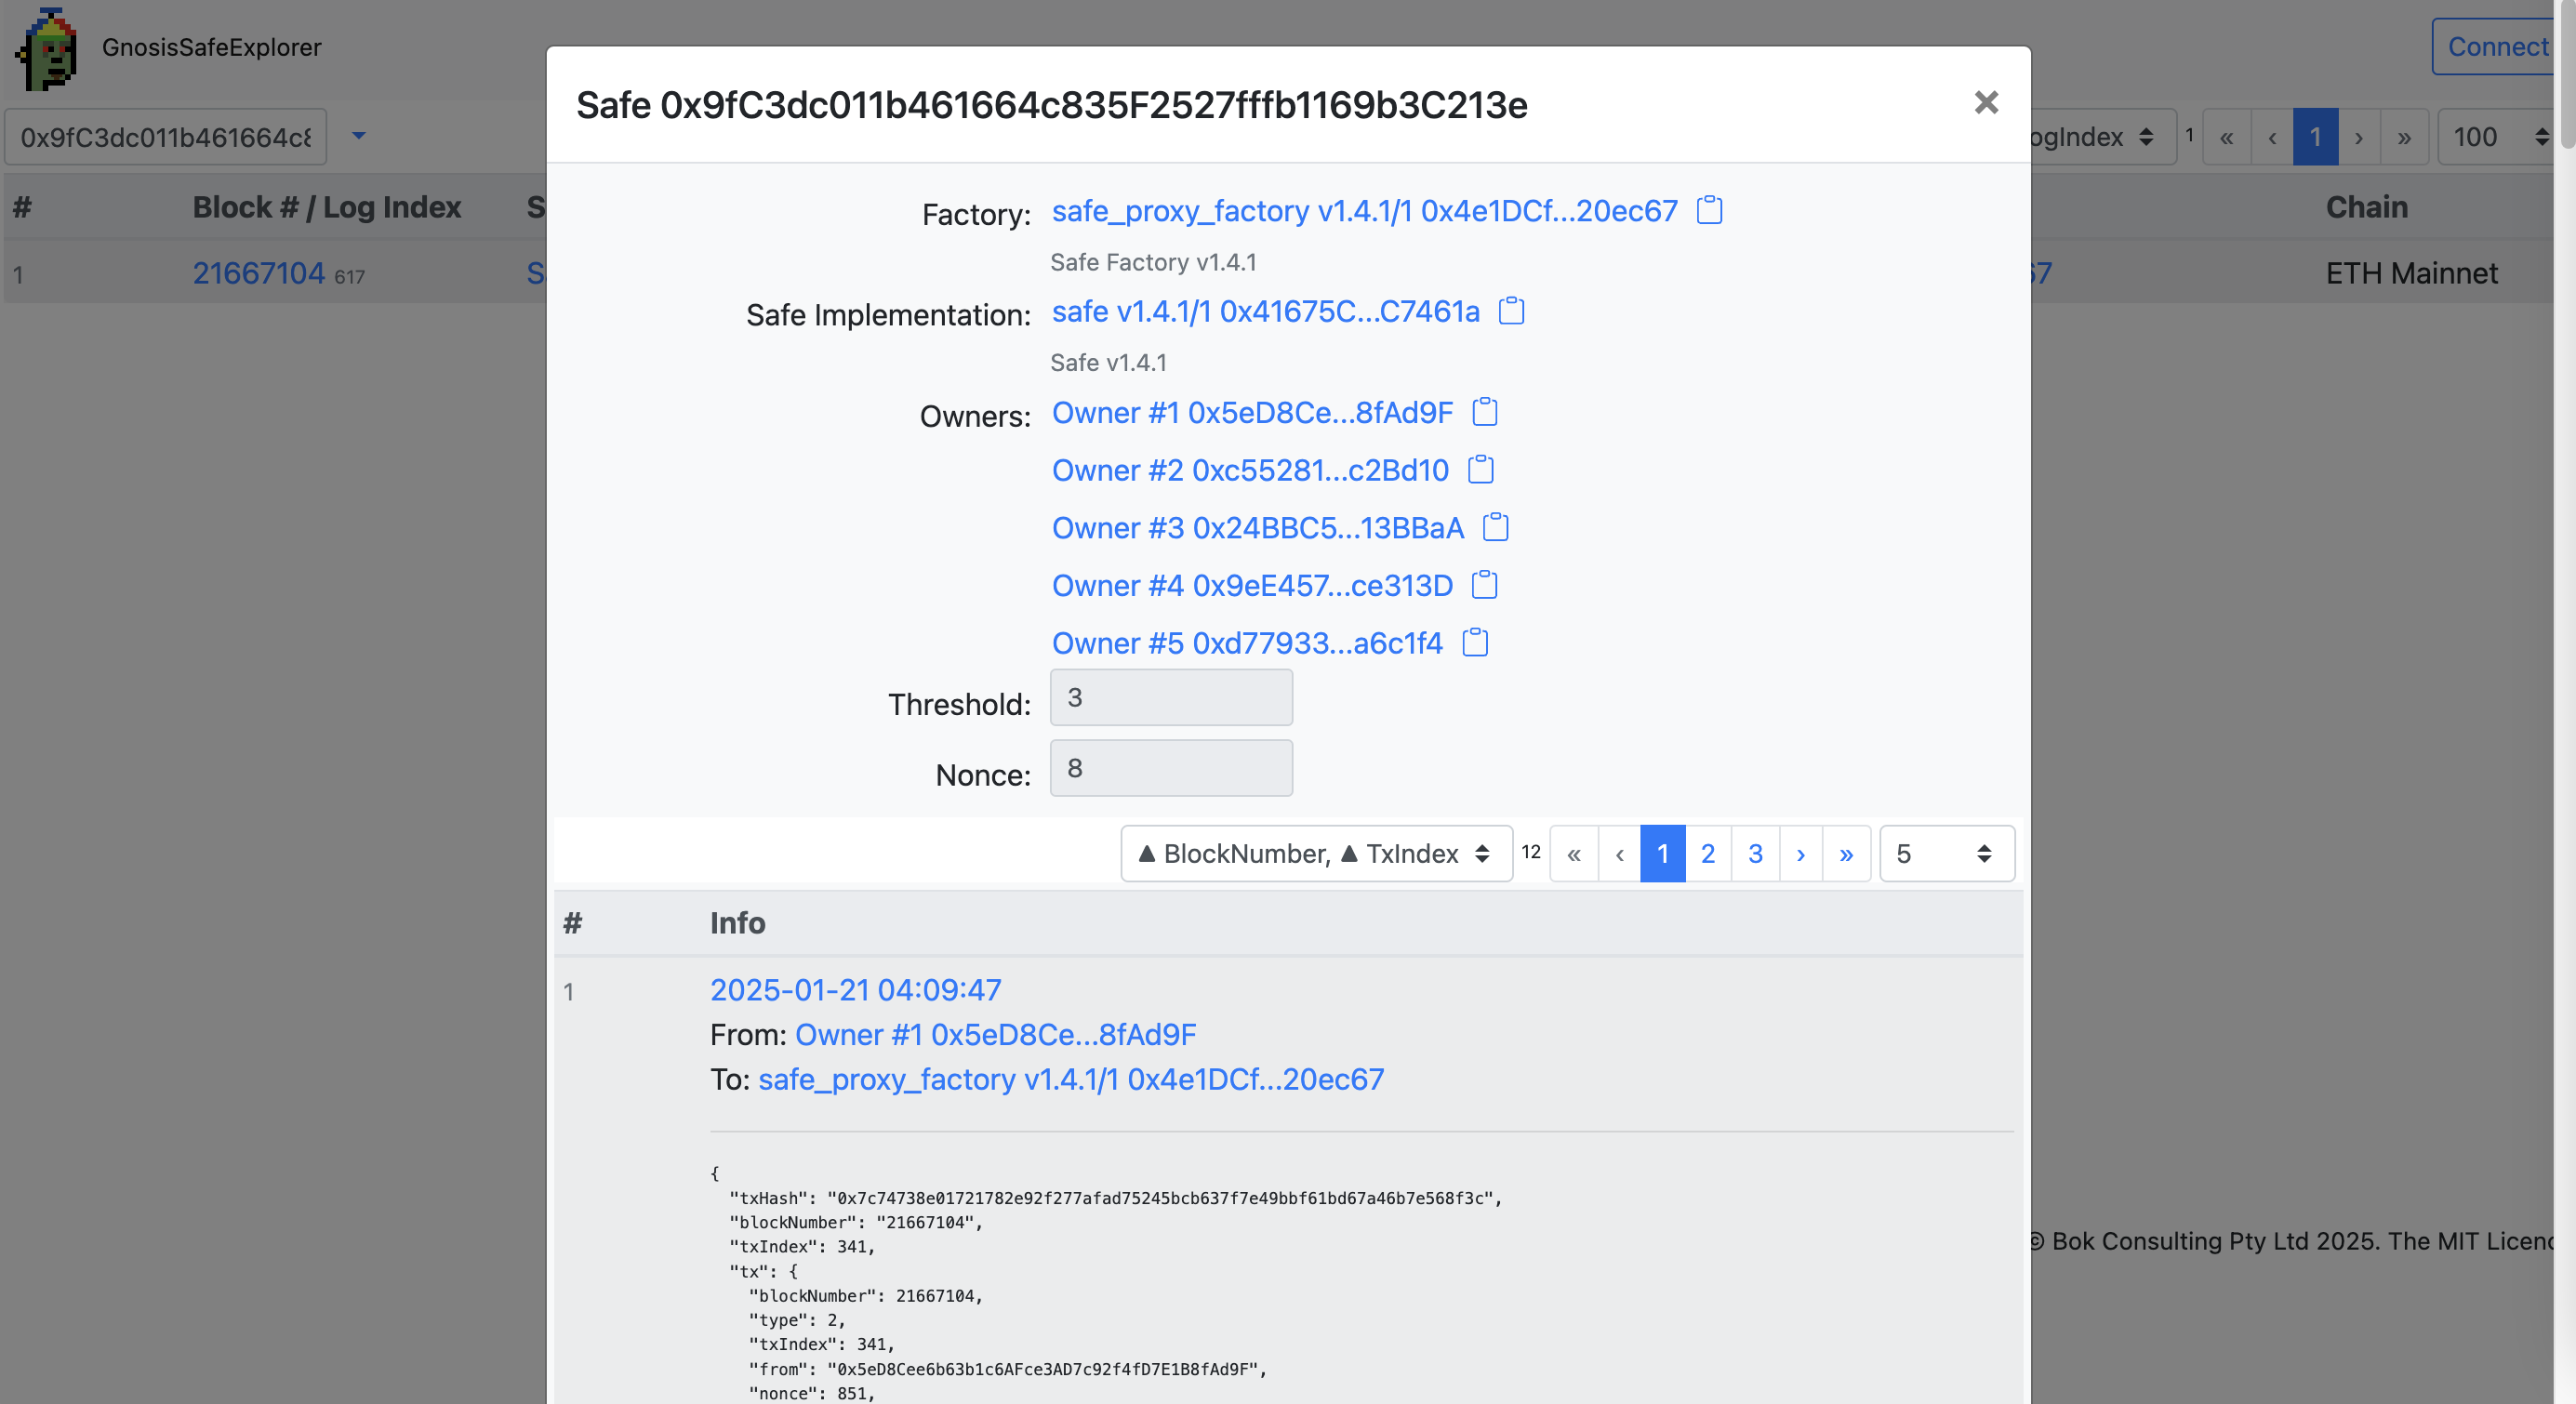 GnosisSafeExplorer
Connect
Safe 0x9fC3dc011b461664c835F2527fffb1169b3C213e
0x9fC3dc011b461664c8
ogIndex 1 « ‹ 1 › » 100
# Block # / Log Index S Chain
1 21667104 617 S 67 ETH Mainnet
Factory: safe_proxy_factory v1.4.1/1 0x4e1DCf...20ec67
Safe Factory v1.4.1
Safe Implementation: safe v1.4.1/1 0x41675C...C7461a
Safe v1.4.1
Owners: Owner #1 0x5eD8Ce...8fAd9F
Owner #2 0xc55281...c2Bd10
Owner #3 0x24BBC5...13BBaA
Owner #4 0x9eE457...ce313D
Owner #5 0xd77933...a6c1f4
Threshold: 3
Nonce: 8
▲ BlockNumber, ▲ TxIndex 12 « ‹ 1 2 3 › » 5
# Info
1 2025-01-21 04:09:47
From: Owner #1 0x5eD8Ce...8fAd9F
To: safe_proxy_factory v1.4.1/1 0x4e1DCf...20ec67
{
"txHash": "0x7c74738e01721782e92f277afad75245bcb637f7e49bbf61bd67a46b7e568f3c",
"blockNumber": "21667104",
"txIndex": 341,
"tx": {
"blockNumber": 21667104,
"type": 2,
"txIndex": 341,
"from": "0x5eD8Cee6b63b1c6AFce3AD7c92f4fD7E1B8fAd9F",
"nonce": 851,
© Bok Consulting Pty Ltd 2025. The MIT Licenc